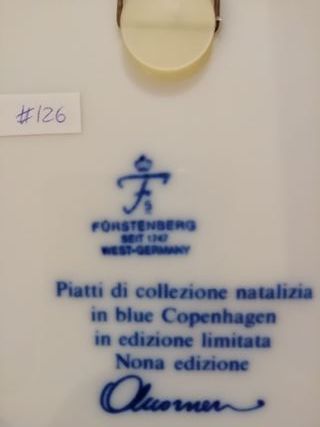 #126
F
S
FÜRSTENBERG
SEIT 1747
WEST-GERMANY
Piatti di collezione natalizia
in blue Copenhagen
in edizione limitata
Nona edizione